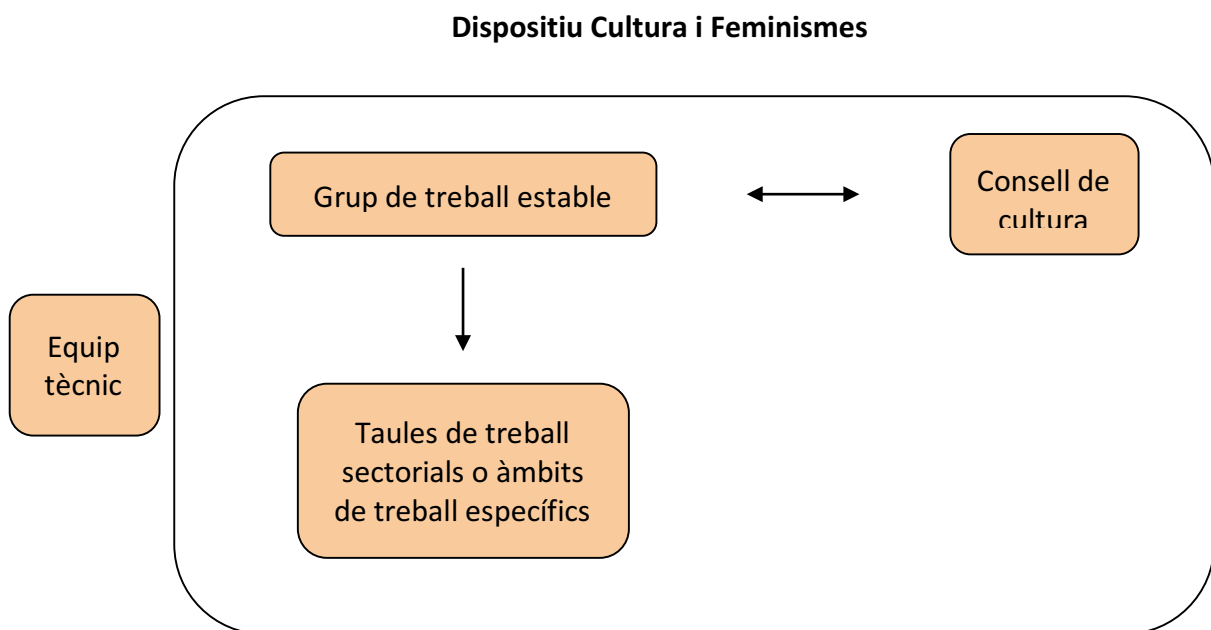 Dispositiu Cultura i Feminismes
Grup de treball estable
Consell de
cultura
Equip
tècnic
Taules de treball
sectorials o àmbits
de treball específics